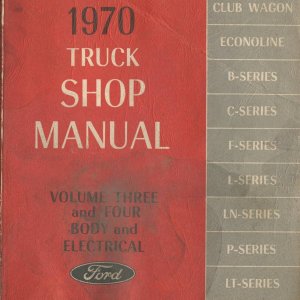 1970
TRUCK
SHOP
MANUAL
VOLUME THREE
and FOUR
BODY and
ELECTRICAL
Ford
CLUB WAGON
ECONOLINE
B-SERIES
C-SERIES
F-SERIES
L-SERIES
LN-SERIES
P-SERIES
LT-SERIES